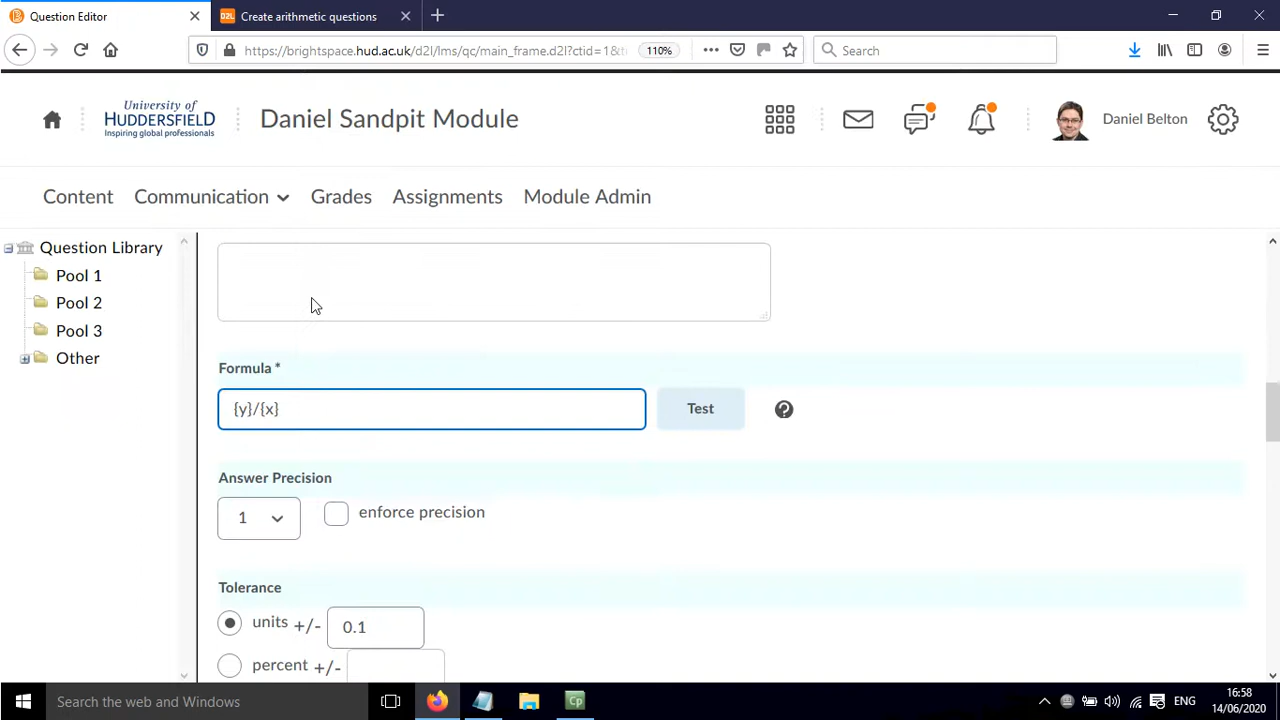 Question Editor
Create arithmetic questions
https://brightspace.hud.ac.uk/d2l/lms/qc/main_frame.d2l?ctid=1&t
110%
Search
University of
HUDDERSFIELD
Inspiring global professionals
Daniel Sandpit Module
Daniel Belton
Content
Communication
Grades
Assignments
Module Admin
Question Library
Pool 1
Pool 2
Pool 3
Other
Formula *
{y}/{x}
Test
Answer Precision
1
enforce precision
Tolerance
units +/-
0.1
percent +/-
Search the web and Windows
Cp
ENG
16:58
14/06/2020